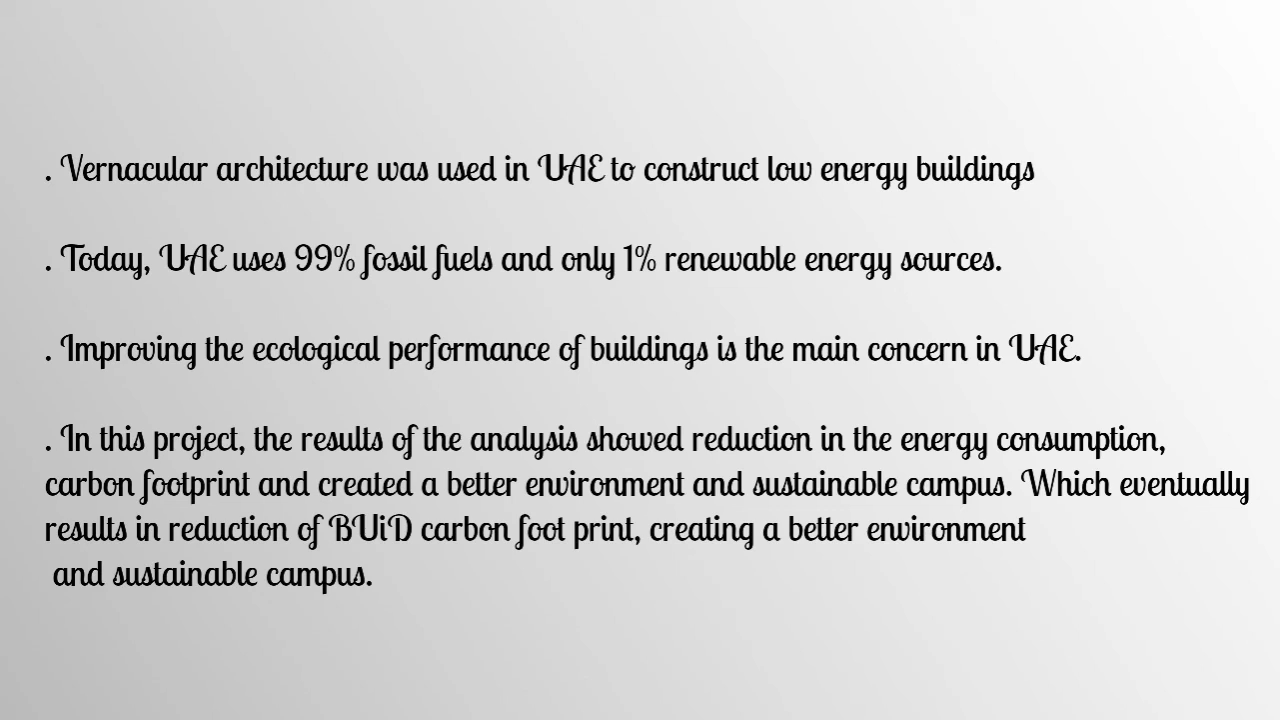 . Vernacular architecture was used in UAE to construct low energy buildings
. Today, UAE uses 99% fossil fuels and only 1% renewable energy sources.
. Improving the ecological performance of buildings is the main concern in UAE.
. In this project, the results of the analysis showed reduction in the energy consumption,
carbon footprint and created a better environment and sustainable campus. Which eventually
results in reduction of BUiD carbon foot print, creating a better environment
and sustainable campus.